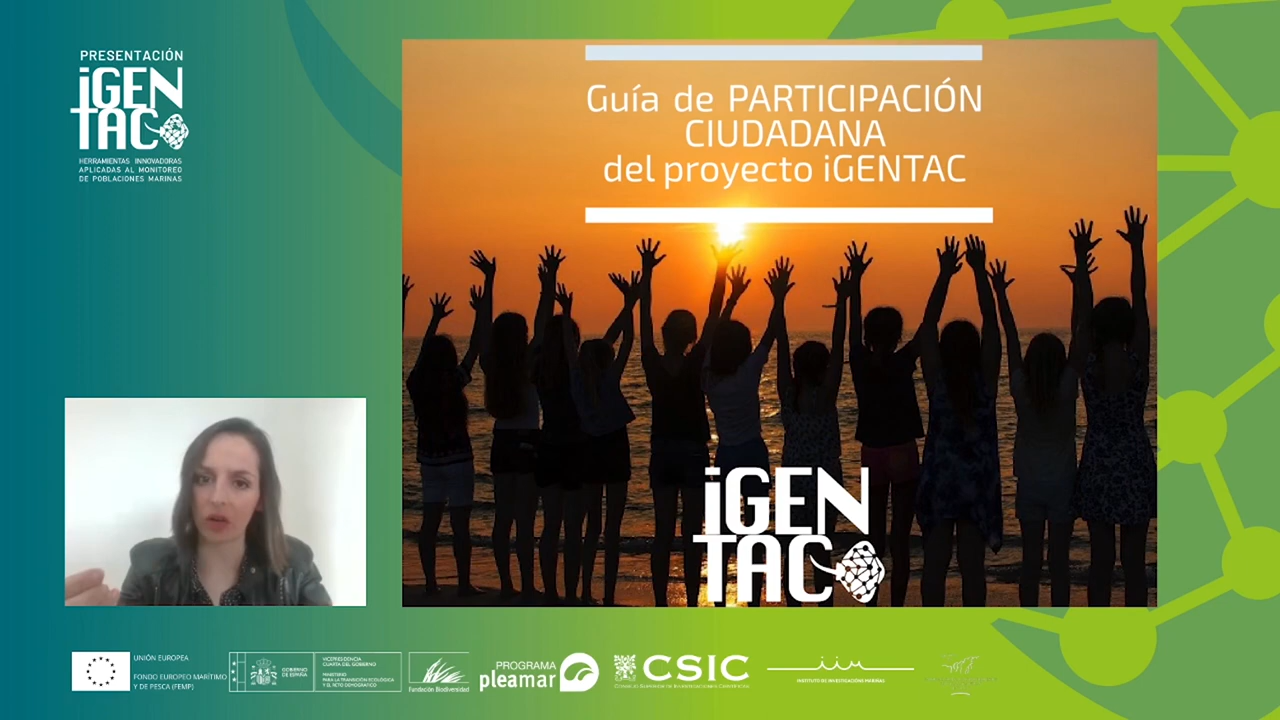 PRESENTACIÓN
iGEN
TAC
HERRAMIENTAS INNOVADORAS
APLICADAS AL MONITOREO
DE POBLACIONES MARINAS
Guía de PARTICIPACIÓN
CIUDADANA
del proyecto iGENTAC
iGEN
TAC
UNIÓN EUROPEA
FONDO EUROPEO MARÍTIMO
Y DE PESCA (FEMP)
GOBIERNO
DE ESPAÑA
VICEPRESIDENCIA
CUARTA DEL GOBIERNO
MINISTERIO
PARA LA TRANSICIÓN ECOLÓGICA
Y EL RETO DEMOGRÁFICO
Fundación Biodiversidad
PROGRAMA
pleamar
CSIC
CONSEJO SUPERIOR DE INVESTIGACIONES CIENTÍFICAS
iim
INSTITUTO DE INVESTIGACIONES MARIÑAS